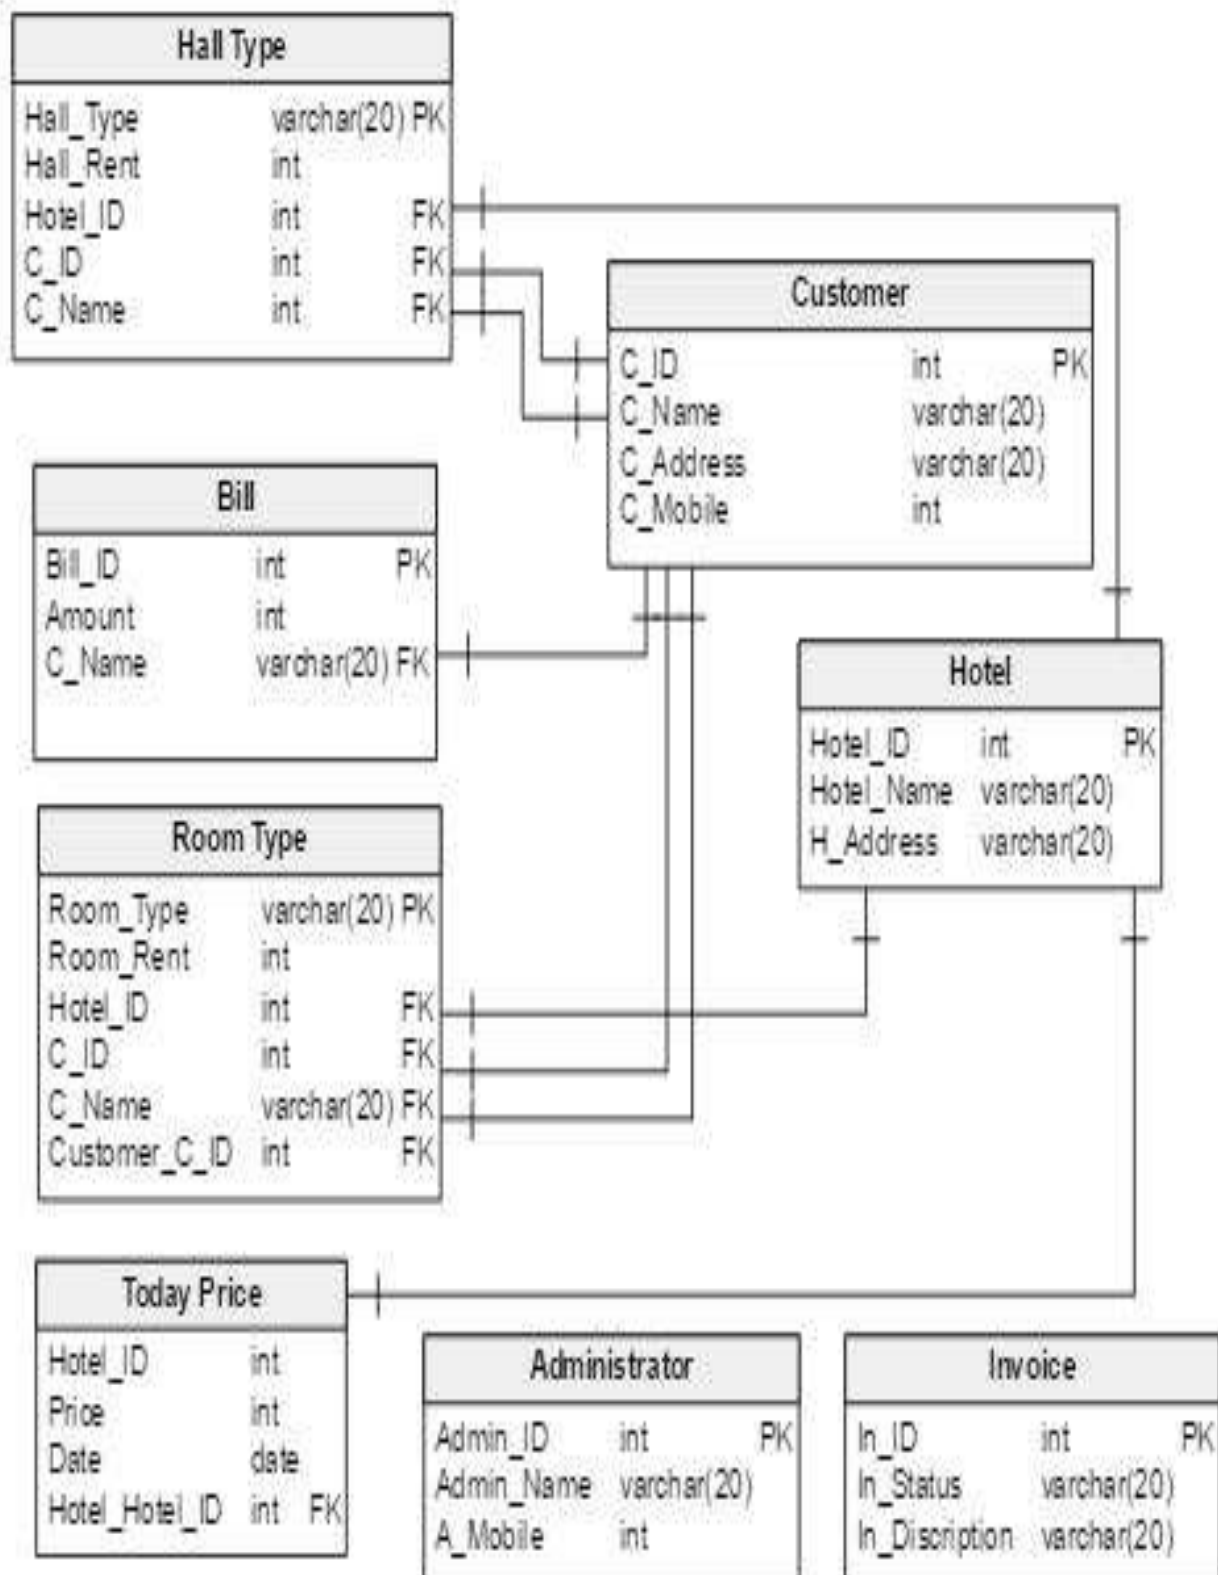 Hall Type
Hall_Type varchar(20) PK
Hall_Rent int
Hotel_ID int FK
C_ID int FK
C_Name int FK
Customer
C_ID int PK
C_Name varchar(20)
C_Address varchar(20)
C_Mobile int
Bill
Bill_ID int PK
Amount int
C_Name varchar(20) FK
Hotel
Hotel_ID int PK
Hotel_Name varchar(20)
H_Address varchar(20)
Room Type
Room_Type varchar(20) PK
Room_Rent int
Hotel_ID int FK
C_ID int FK
C_Name varchar(20) FK
Customer_C_ID int FK
Today Price
Hotel_ID int
Price int
Date date
Hotel_Hotel_ID int FK
Administrator
Admin_ID int PK
Admin_Name varchar(20)
A_Mobile int
Invoice
In_ID int PK
In_Status varchar(20)
In_Discription varchar(20)